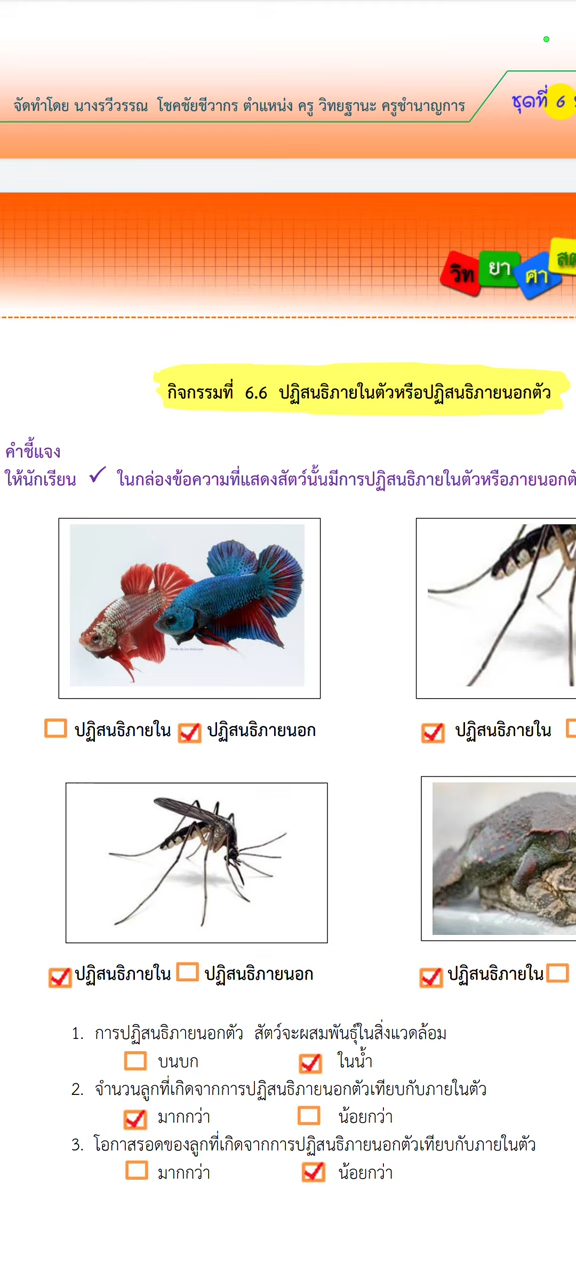 จัดทำโดย นางรวีวรรณ โชคชัยชีวากร ตำแหน่ง ครู วิทยฐานะ ครูชำนาญการ
ชุดที่ 6
วิท ยา ศา สต
กิจกรรมที่ 6.6 ปฏิสนธิภายในตัวหรือปฏิสนธิภายนอกตัว
คำชี้แจง
ให้นักเรียน ✓ ในกล่องข้อความที่แสดงสัตว์นั้นมีการปฏิสนธิภายในตัวหรือภายนอกตั
ปฏิสนธิภายใน ปฏิสนธิภายนอก ปฏิสนธิภายใน
ปฏิสนธิภายใน ปฏิสนธิภายนอก ปฏิสนธิภายใน
1. การปฏิสนธิภายนอกตัว สัตว์จะผสมพันธุ์ในสิ่งแวดล้อม
บนบก ในน้ำ
2. จำนวนลูกที่เกิดจากการปฏิสนธิภายนอกตัวเทียบกับภายในตัว
มากกว่า น้อยกว่า
3. โอกาสรอดของลูกที่เกิดจากการปฏิสนธิภายนอกตัวเทียบกับภายในตัว
มากกว่า น้อยกว่า